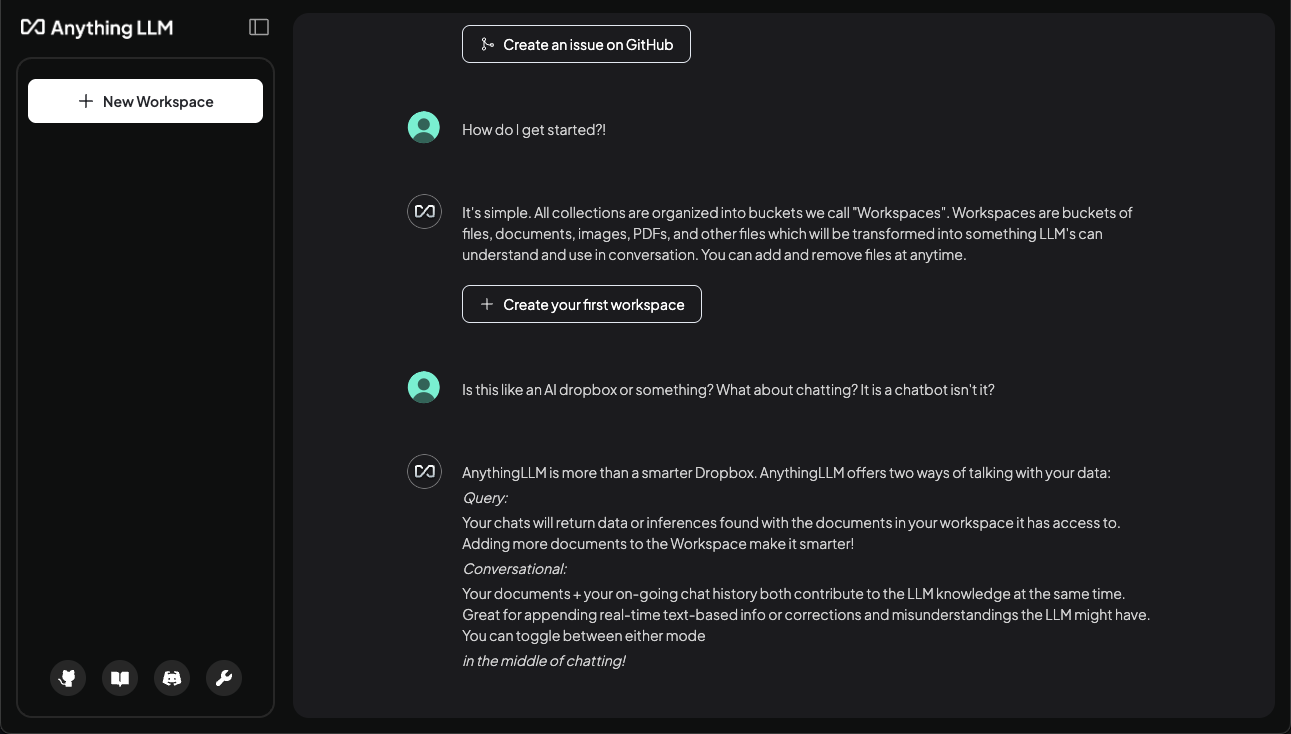 Anything LLM
New Workspace
Create an issue on GitHub
How do I get started?!
It's simple. All collections are organized into buckets we call "Workspaces". Workspaces are buckets of
files, documents, images, PDFs, and other files which will be transformed into something LLM's can
understand and use in conversation. You can add and remove files at anytime.
Create your first workspace
Is this like an AI dropbox or something? What about chatting? It is a chatbot isn't it?
AnythingLLM is more than a smarter Dropbox. AnythingLLM offers two ways of talking with your data:
Query:
Your chats will return data or inferences found with the documents in your workspace it has access to.
Adding more documents to the Workspace make it smarter!
Conversational:
Your documents + your on-going chat history both contribute to the LLM knowledge at the same time.
Great for appending real-time text-based info or corrections and misunderstandings the LLM might have.
You can toggle between either mode
in the middle of chatting!